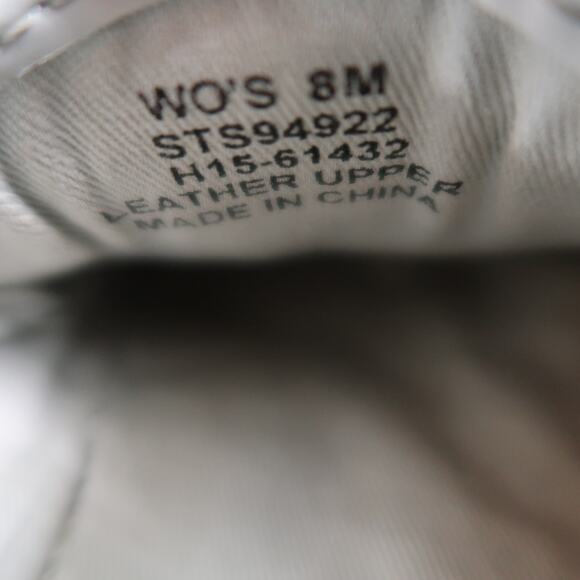 WO'S 8M
STS94922
H15-61432
LEATHER UPPER
MADE IN CHINA